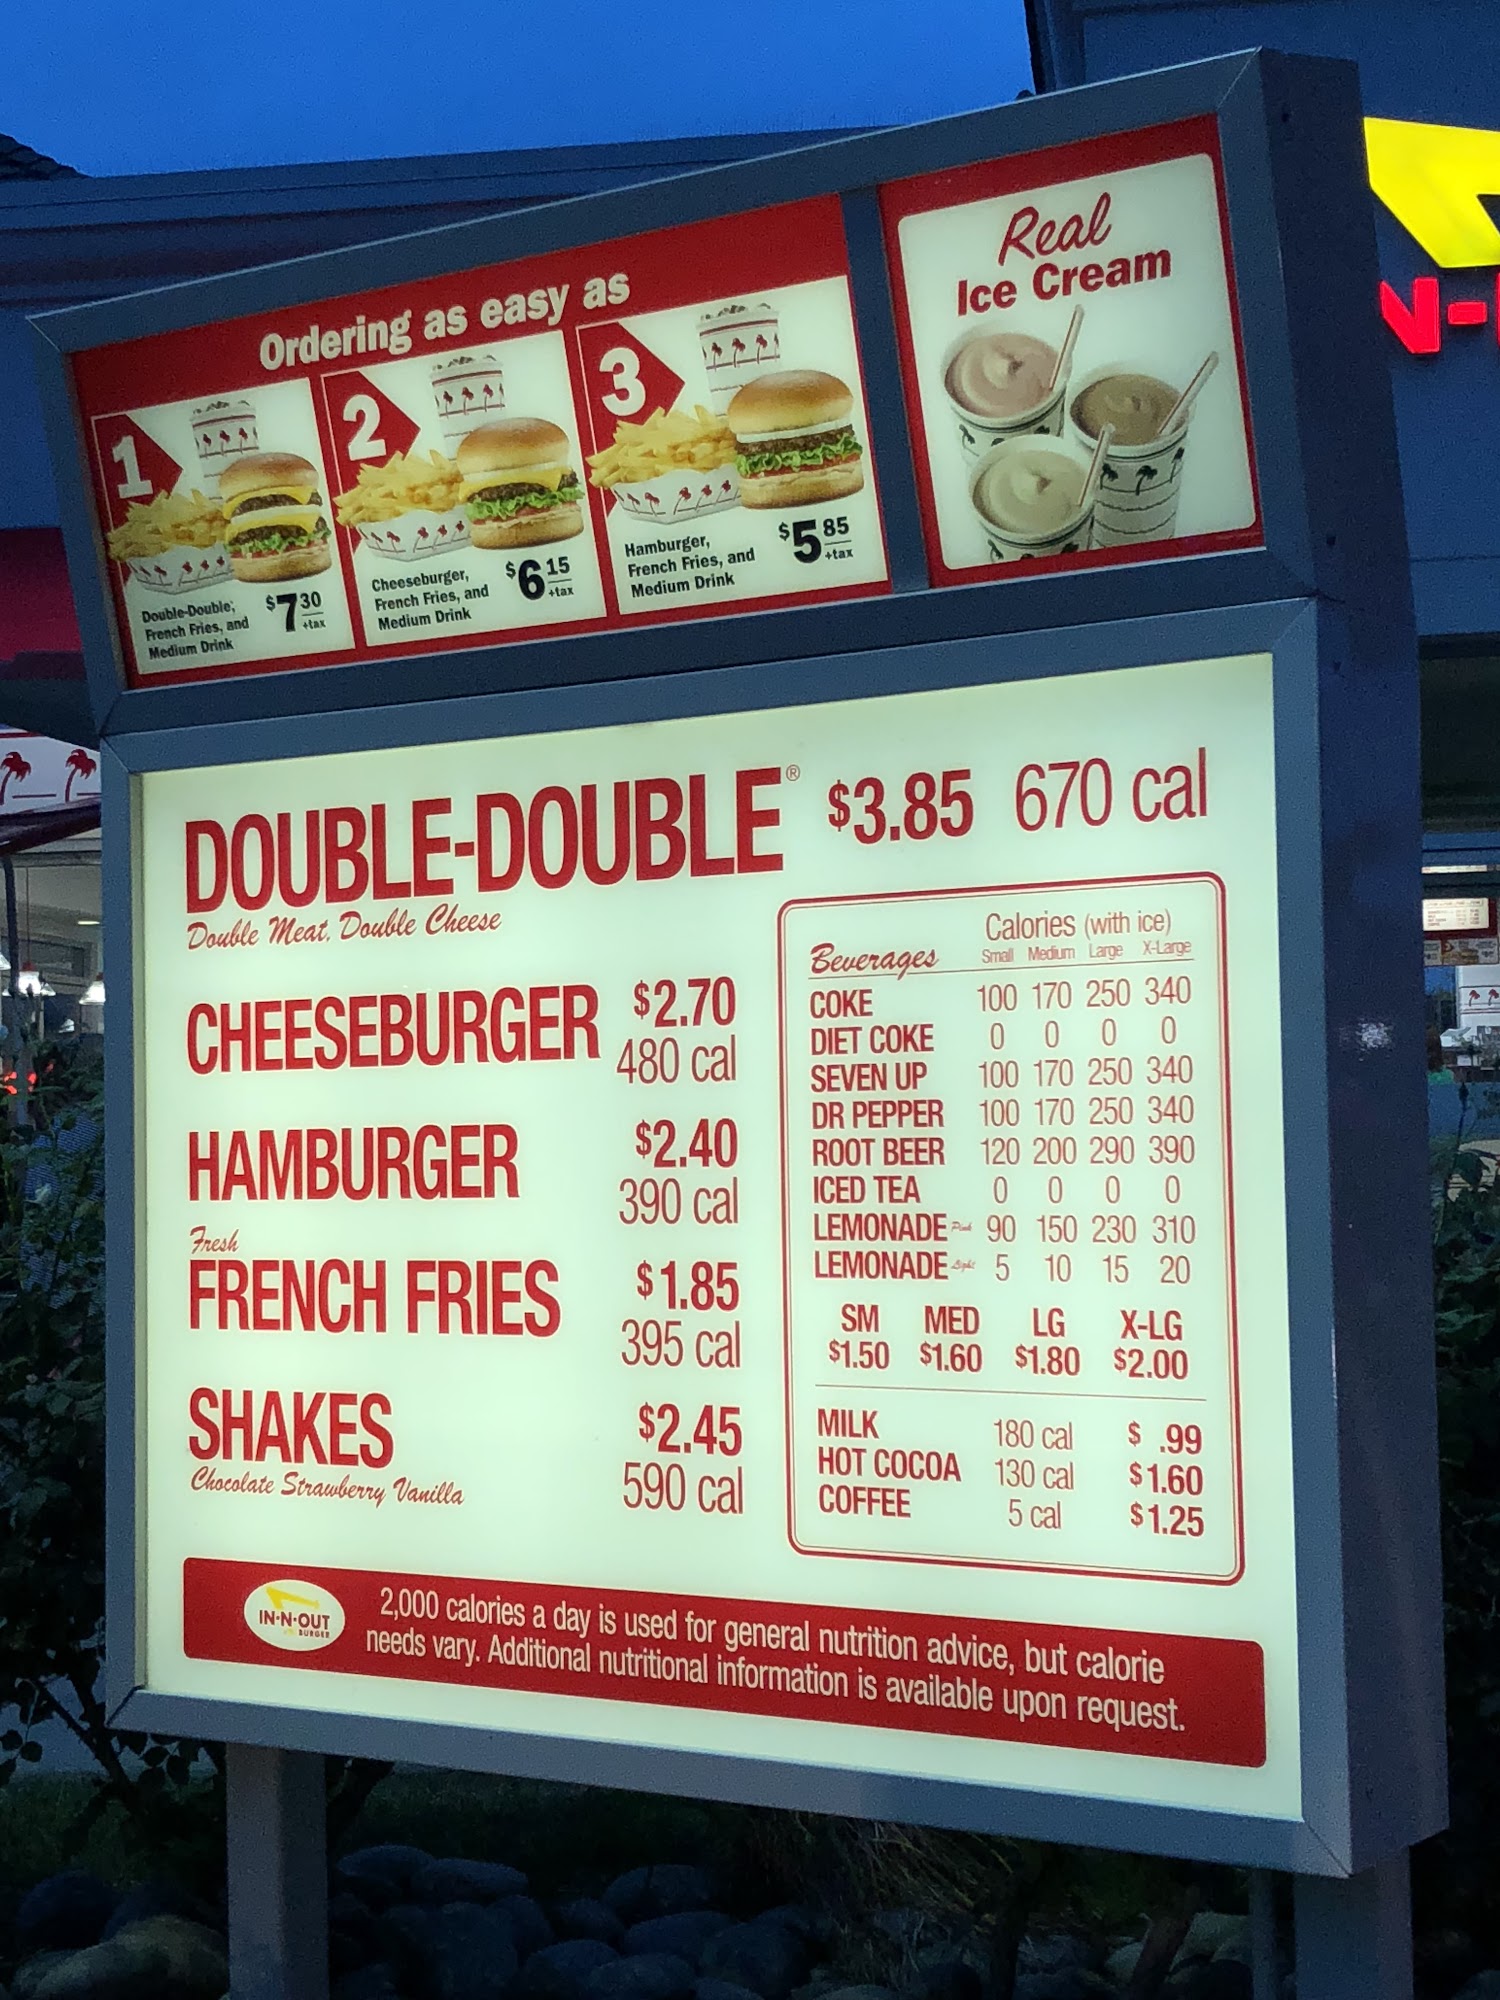 Ordering as easy as
1
Double-Double,
French Fries, and
Medium Drink
$7 30
+tax
2
Cheeseburger,
French Fries, and
Medium Drink
$6 15
+tax
3
Hamburger,
French Fries, and
Medium Drink
$5 85
+tax
Real
Ice Cream
N-
DOUBLE-DOUBLE® $3.85 670 cal
Double Meat, Double Cheese
CHEESEBURGER $2.70
480 cal
HAMBURGER $2.40
390 cal
Fresh
FRENCH FRIES $1.85
395 cal
SHAKES $2.45
Chocolate Strawberry Vanilla 590 cal
Calories (with ice)
Beverages Small Medium Large X-Large
COKE 100 170 250 340
DIET COKE 0 0 0 0
SEVEN UP 100 170 250 340
DR PEPPER 100 170 250 340
ROOT BEER 120 200 290 390
ICED TEA 0 0 0 0
LEMONADE Pink 90 150 230 310
LEMONADE Light 5 10 15 20
SM MED LG X-LG
$1.50 $1.60 $1.80 $2.00
MILK 180 cal $ .99
HOT COCOA 130 cal $1.60
COFFEE 5 cal $1.25
IN-N-OUT
BURGER
2,000 calories a day is used for general nutrition advice, but calorie
needs vary. Additional nutritional information is available upon request.